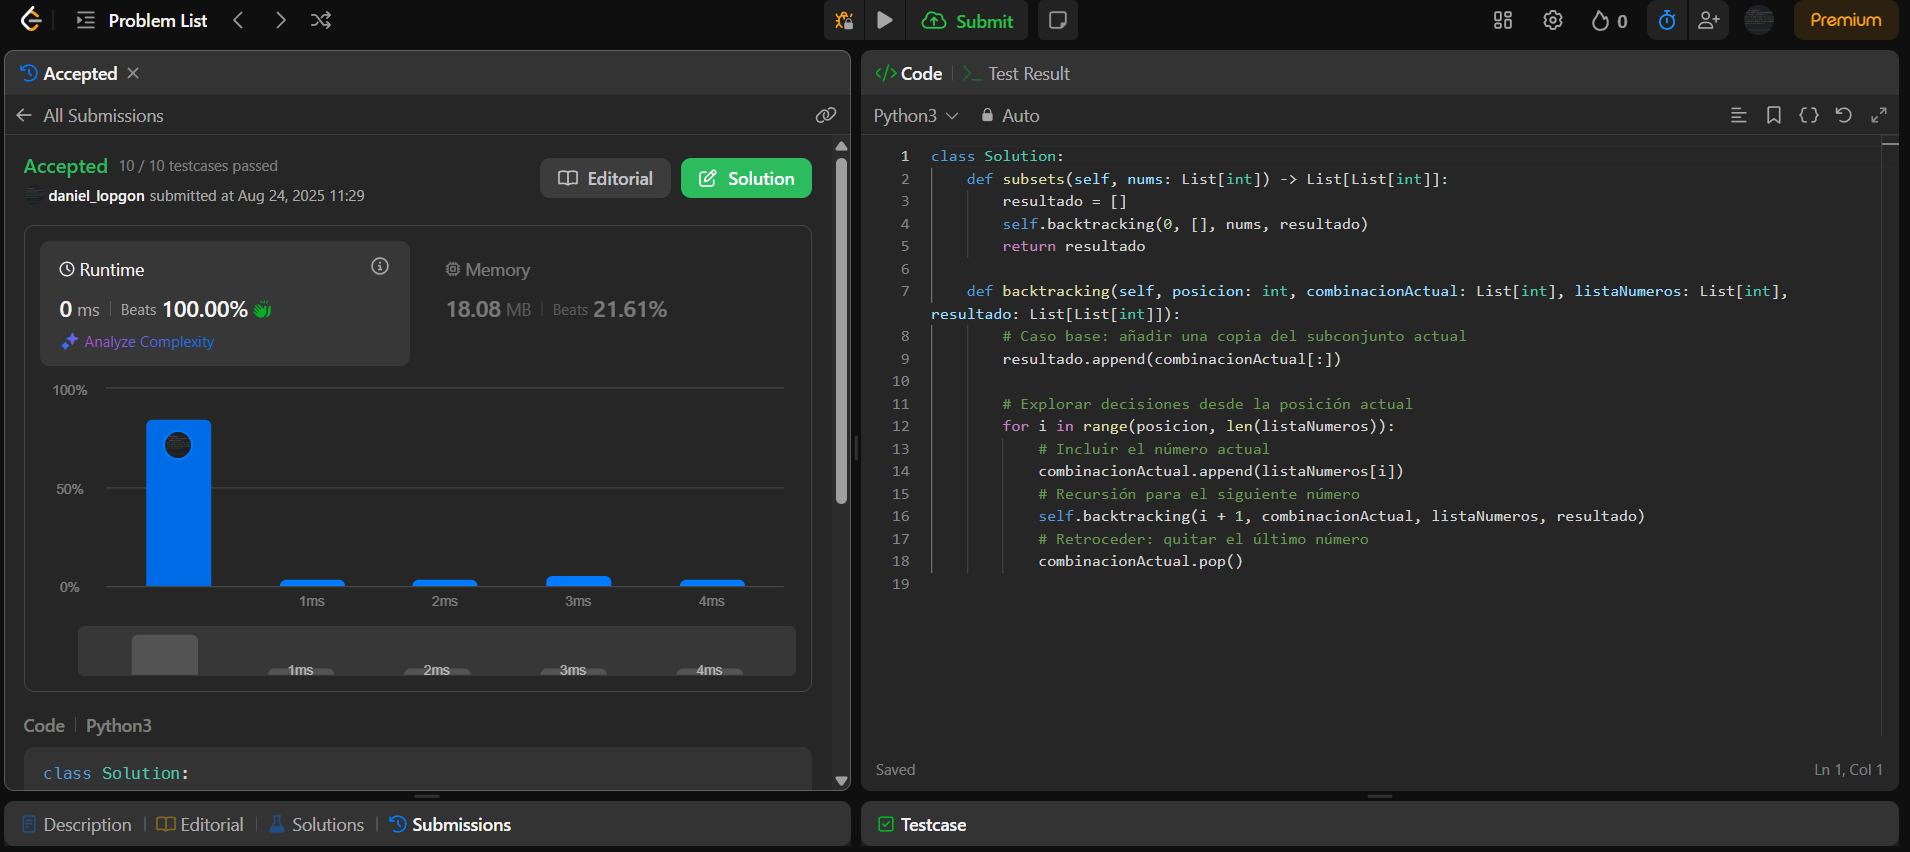 Problem List
Submit
0
Premium
Accepted
All Submissions
Accepted 10 / 10 testcases passed
daniel_lopgon submitted at Aug 24, 2025 11:29
Editorial
Solution
Runtime
0 ms | Beats 100.00%
Analyze Complexity
Memory
18.08 MB | Beats 21.61%
100%
50%
0%
1ms 2ms 3ms 4ms
1ms 2ms 3ms 4ms
Code | Python3
class Solution:
Description | Editorial | Solutions | Submissions
Code | Test Result
Python3 Auto
1 class Solution:
2     def subsets(self, nums: List[int]) -> List[List[int]]:
3         resultado = []
4         self.backtracking(0, [], nums, resultado)
5         return resultado
6
7     def backtracking(self, posicion: int, combinacionActual: List[int], listaNumeros: List[int],
resultado: List[List[int]]):
8         # Caso base: añadir una copia del subconjunto actual
9         resultado.append(combinacionActual[:])
10
11         # Explorar decisiones desde la posición actual
12         for i in range(posicion, len(listaNumeros)):
13             # Incluir el número actual
14             combinacionActual.append(listaNumeros[i])
15             # Recursión para el siguiente número
16             self.backtracking(i + 1, combinacionActual, listaNumeros, resultado)
17             # Retroceder: quitar el último número
18             combinacionActual.pop()
19
Saved
Ln 1, Col 1
Testcase